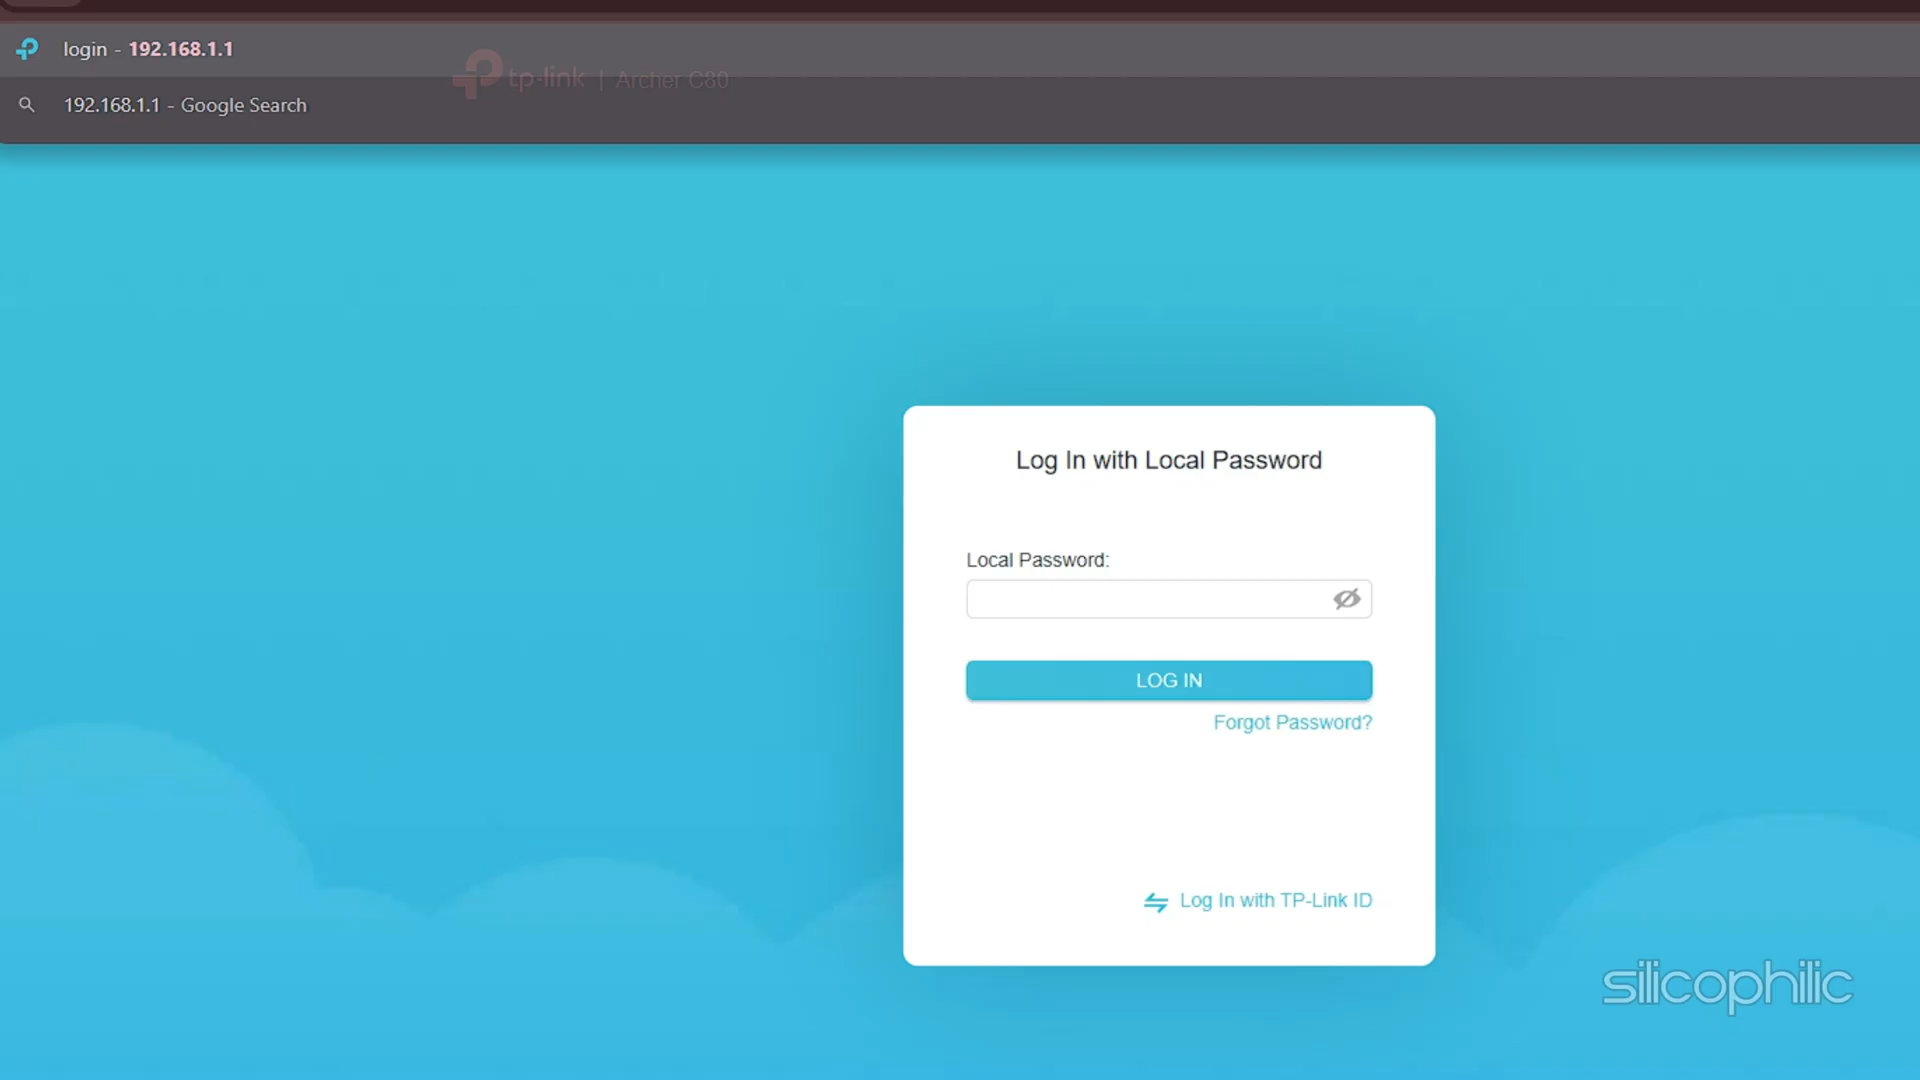 login - 192.168.1.1
tp-link | Archer C80
192.168.1.1 - Google Search
Log In with Local Password
Local Password:
LOG IN
Forgot Password?
Log In with TP-Link ID
silicophilic